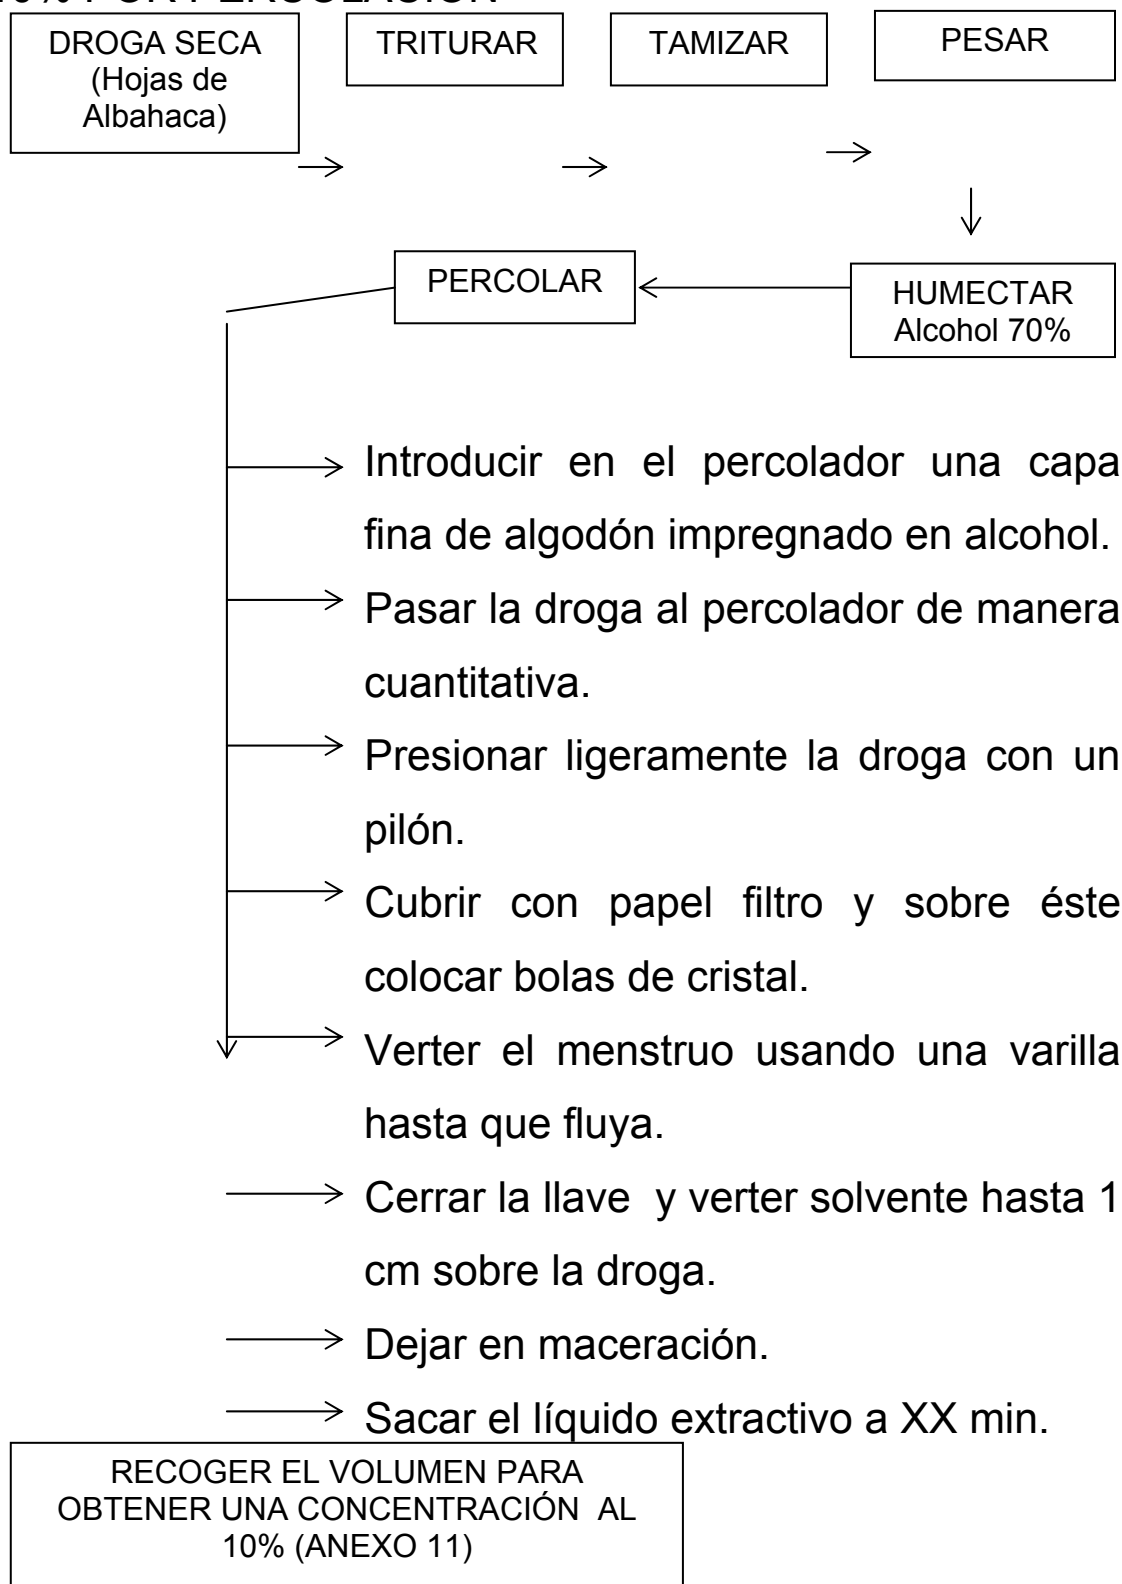 10% POR PERCOLACIÓN
DROGA SECA
(Hojas de
Albahaca)
TRITURAR
TAMIZAR
PESAR
PERCOLAR
HUMECTAR
Alcohol 70%
Introducir en el percolador una capa
fina de algodón impregnado en alcohol.
Pasar la droga al percolador de manera
cuantitativa.
Presionar ligeramente la droga con un
pilón.
Cubrir con papel filtro y sobre éste
colocar bolas de cristal.
Verter el menstruo usando una varilla
hasta que fluya.
Cerrar la llave y verter solvente hasta 1
cm sobre la droga.
Dejar en maceración.
Sacar el líquido extractivo a XX min.
RECOGER EL VOLUMEN PARA
OBTENER UNA CONCENTRACIÓN AL
10% (ANEXO 11)